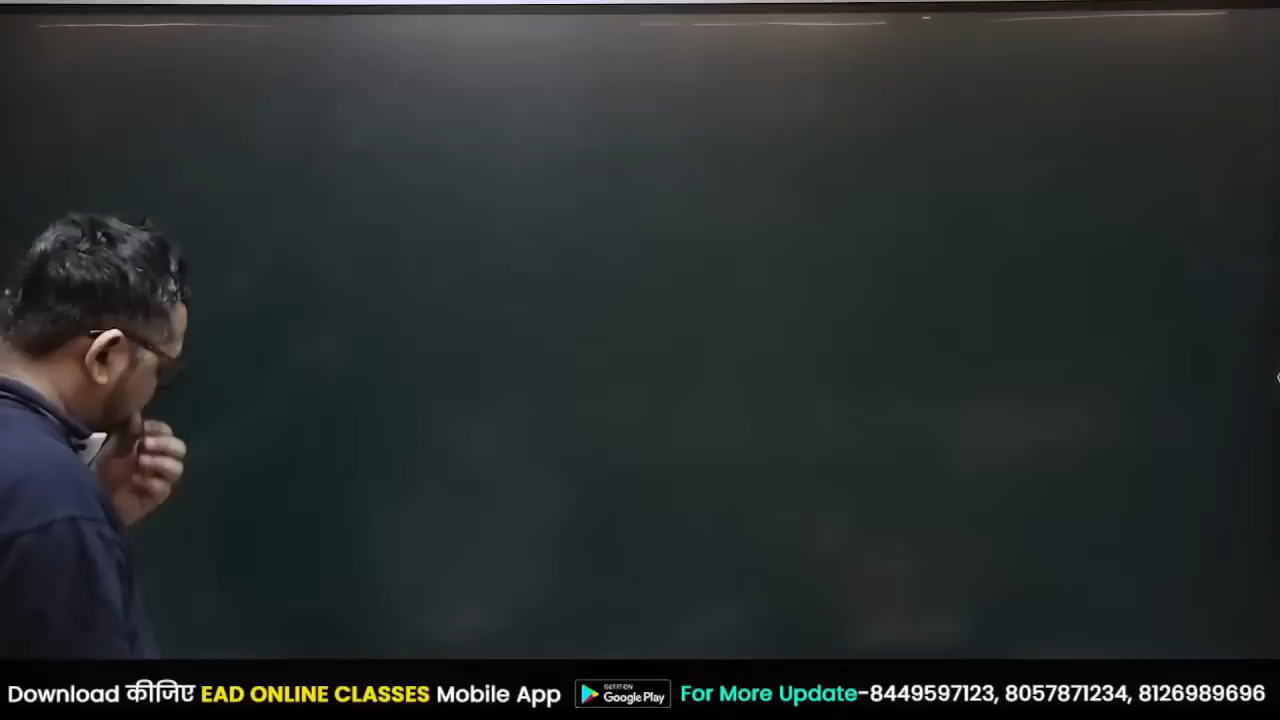 Download कीजिए EAD ONLINE CLASSES Mobile App GET IT ON Google Play For More Update-8449597123, 8057871234, 8126989696